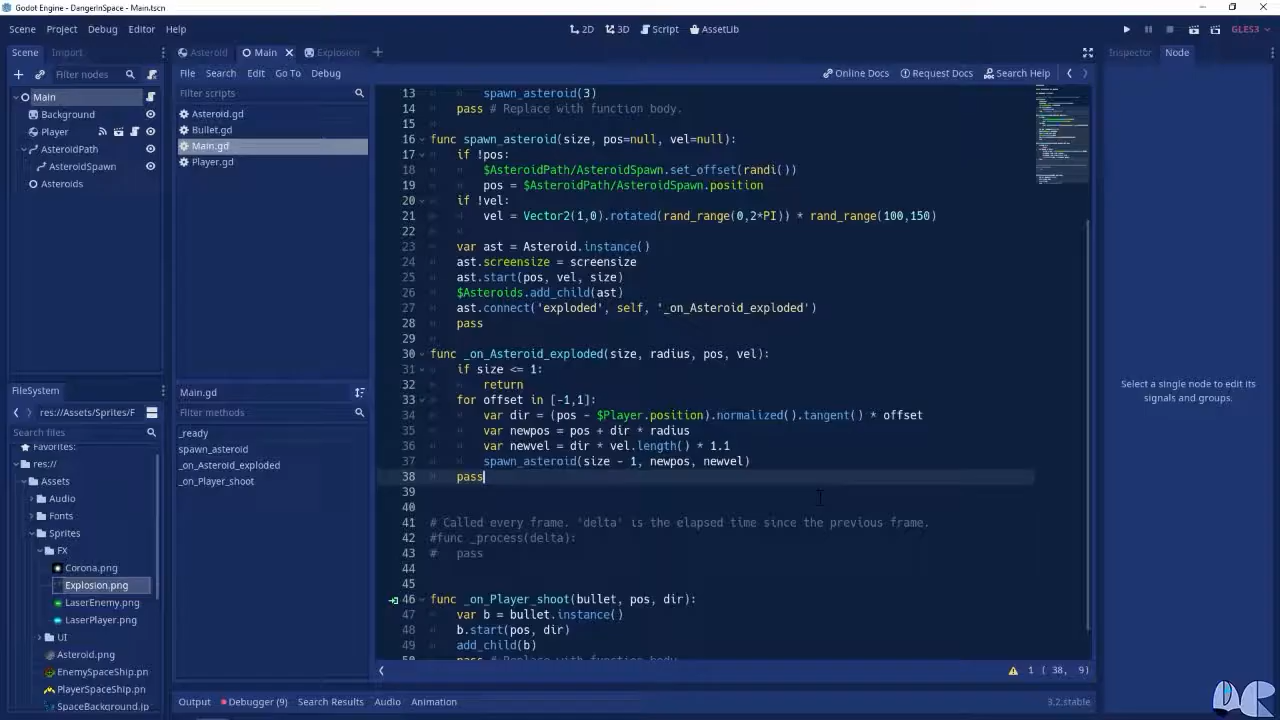 Godot Engine - DangerInSpace - Main.tscn
Scene Project Debug Editor Help
2D 3D Script AssetLib
GLES3
Scene Import
Filter nodes
Main
Background
Player
AsteroidPath
AsteroidSpawn
Asteroids
FileSystem
res://Assets/Sprites/F
Search files
Favorites:
res://
Assets
Audio
Fonts
Sprites
FX
Corona.png
Explosion.png
LaserEnemy.png
LaserPlayer.png
UI
Asteroid.png
EnemySpaceShip.pn
PlayerSpaceShip.pn
SpaceBackground.ip
Asteroid Main Explosion
File Search Edit Go To Debug
Online Docs Request Docs Search Help
Filter scripts
Asteroid.gd
Bullet.gd
Main.gd
Player.gd
Main.gd
Filter methods
_ready
spawn_asteroid
_on_Asteroid_exploded
_on_Player_shoot
13 spawn_asteroid(3)
14 pass # Replace with function body.
15
16 func spawn_asteroid(size, pos=null, vel=null):
17 if !pos:
18 $AsteroidPath/AsteroidSpawn.set_offset(randi())
19 pos = $AsteroidPath/AsteroidSpawn.position
20 if !vel:
21 vel = Vector2(1,0).rotated(rand_range(0,2*PI)) * rand_range(100,150)
22
23 var ast = Asteroid.instance()
24 ast.screensize = screensize
25 ast.start(pos, vel, size)
26 $Asteroids.add_child(ast)
27 ast.connect('exploded', self, '_on_Asteroid_exploded')
28 pass
29
30 func _on_Asteroid_exploded(size, radius, pos, vel):
31 if size <= 1:
32 return
33 for offset in [-1,1]:
34 var dir = (pos - $Player.position).normalized().tangent() * offset
35 var newpos = pos + dir * radius
36 var newvel = dir * vel.length() * 1.1
37 spawn_asteroid(size - 1, newpos, newvel)
38 pass
39
40
41 # Called every frame. 'delta' is the elapsed time since the previous frame.
42 #func _process(delta):
43 # pass
44
45
46 func _on_Player_shoot(bullet, pos, dir):
47 var b = bullet.instance()
48 b.start(pos, dir)
49 add_child(b)
50 pass # Replace with function body.
1 ( 38, 9)
Output Debugger (9) Search Results Audio Animation
3.2.stable
Inspector Node
Select a single node to edit its
signals and groups.